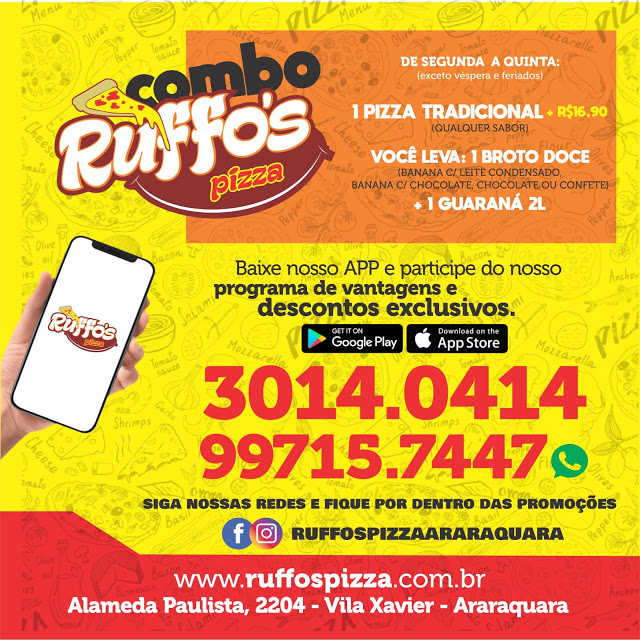 combo
Ruffo's
pizza
DE SEGUNDA A QUINTA:
(exceto véspera e feriados)
1 PIZZA TRADICIONAL + R$16,90
(QUALQUER SABOR)
VOCÊ LEVA: 1 BROTO DOCE
(BANANA C/ LEITE CONDENSADO,
BANANA C/ CHOCOLATE, CHOCOLATE OU CONFETE)
+ 1 GUARANÁ 2L
Baixe nosso APP e participe do nosso
programa de vantagens e
descontos exclusivos.
GET IT ON
Google Play
Download on the
App Store
Ruffo's
pizza
3014.0414
99715.7447
SIGA NOSSAS REDES E FIQUE POR DENTRO DAS PROMOÇÕES
RUFFOSPIZZAARARAQUARA
www.ruffospizza.com.br
Alameda Paulista, 2204 - Vila Xavier - Araraquara